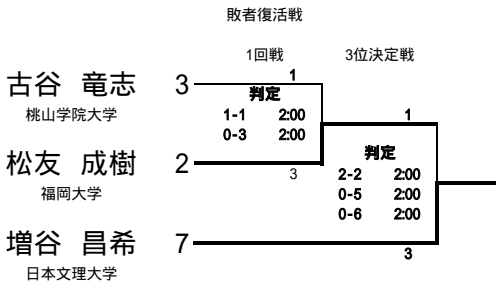 敗者復活戦
1回戦 3位決定戦
古谷 竜志 3 1
桃山学院大学
判定
1-1 2:00
0-3 2:00
1
松友 成樹 2 3
福岡大学
判定
2-2 2:00
0-5 2:00
0-6 2:00
増谷 昌希 7 3
日本文理大学